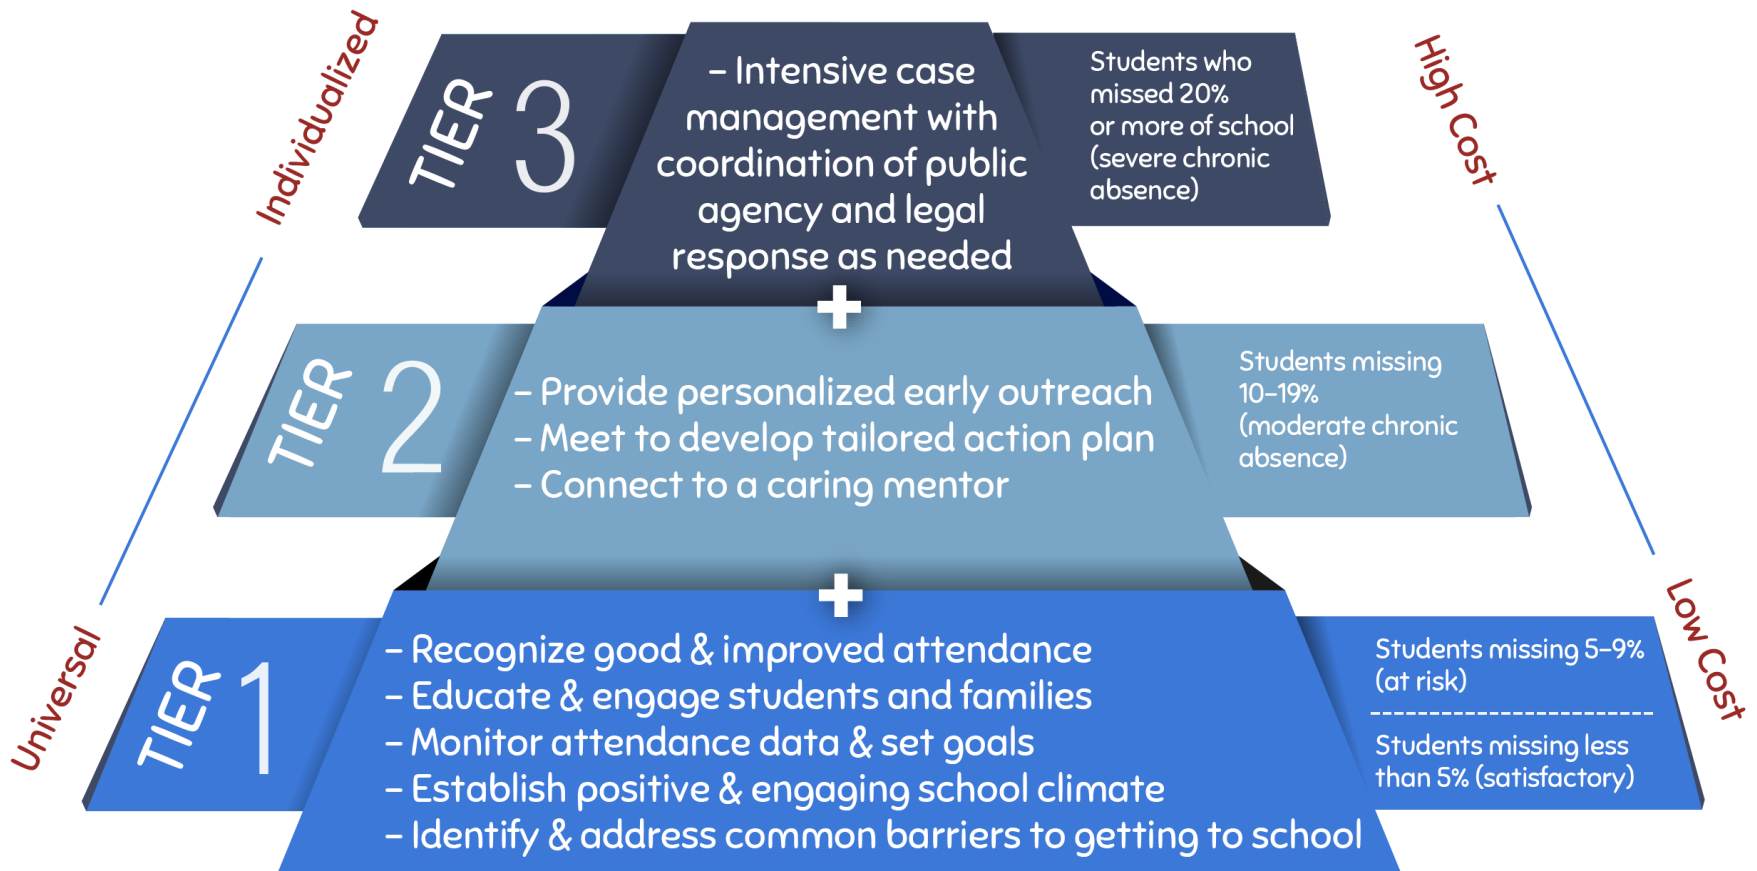 Individualized
High Cost
TIER 3
– Intensive case
management with
coordination of public
agency and legal
response as needed
Students who
missed 20%
or more of school
(severe chronic
absence)
+
TIER 2
– Provide personalized early outreach
– Meet to develop tailored action plan
– Connect to a caring mentor
Students missing
10–19%
(moderate chronic
absence)
+
Universal
Low Cost
TIER 1
– Recognize good & improved attendance
– Educate & engage students and families
– Monitor attendance data & set goals
– Establish positive & engaging school climate
– Identify & address common barriers to getting to school
Students missing 5–9%
(at risk)
Students missing less
than 5% (satisfactory)